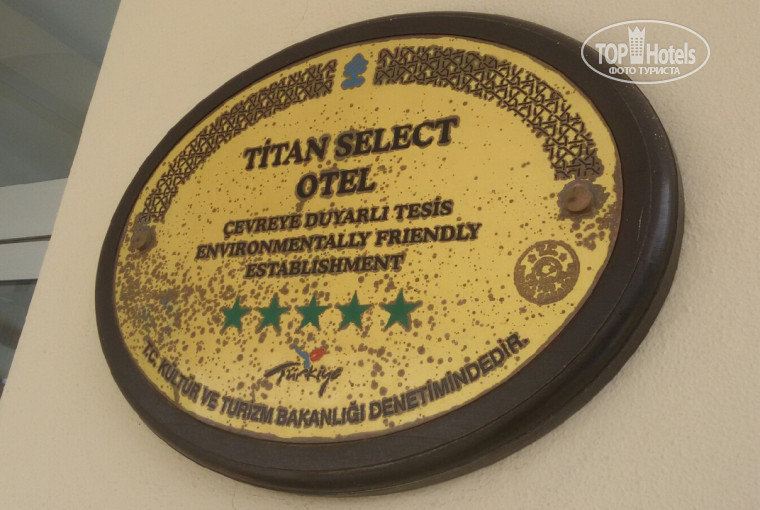 TOP Hotels
ФОТО ТУРИСТА
TİTAN SELECT
OTEL
ÇEVREYE DUYARLI TESİS
ENVIRONMENTALLY FRIENDLY
ESTABLISHMENT
Türkiye
T.C. KÜLTÜR VE TURİZM BAKANLIĞI DENETİMİNDEDİR.